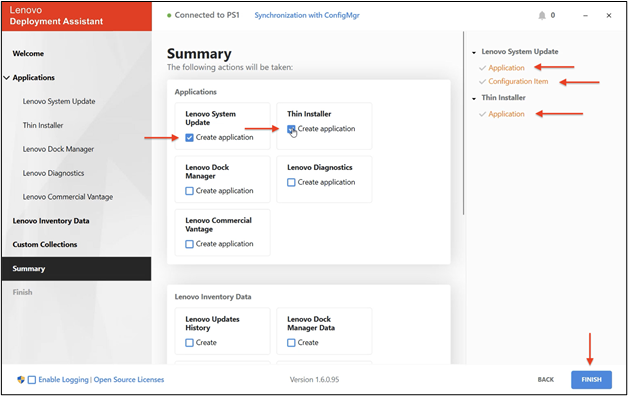 Lenovo
Deployment Assistant
Connected to PS1
Synchronization with ConfigMgr
0
Welcome
Applications
Lenovo System Update
Thin Installer
Lenovo Dock Manager
Lenovo Diagnostics
Lenovo Commercial Vantage
Lenovo Inventory Data
Custom Collections
Summary
Finish
Summary
The following actions will be taken:
Applications
Lenovo System
Update
Create application
Thin Installer
Create application
Lenovo Dock
Manager
Create application
Lenovo Diagnostics
Create application
Lenovo Commercial
Vantage
Create application
Lenovo Inventory Data
Lenovo Updates
History
Create
Lenovo Dock
Manager Data
Create
Lenovo System Update
Application
Configuration Item
Thin Installer
Application
Enable Logging | Open Source Licenses
Version 1.6.0.95
BACK
FINISH